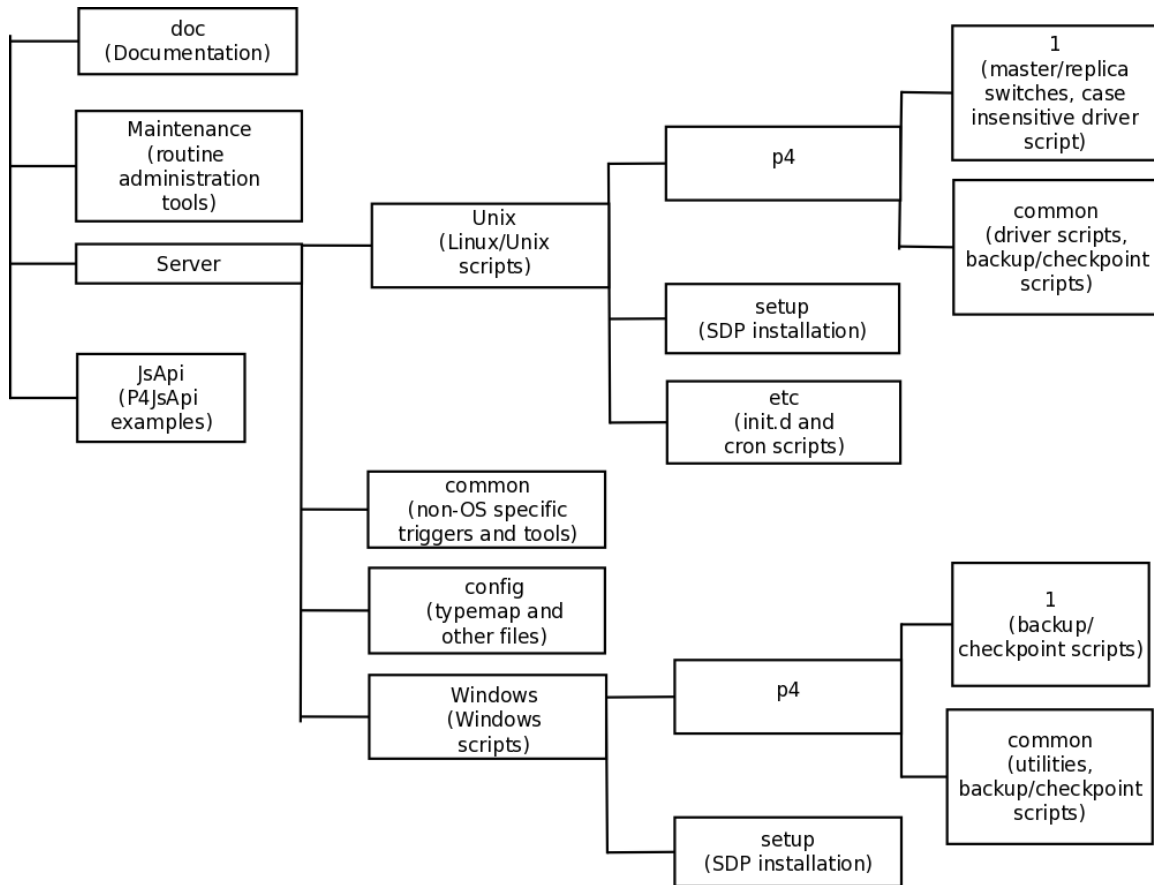 doc
(Documentation)
Maintenance
(routine
administration
tools)
Server
JsApi
(P4JsApi
examples)
Unix
(Linux/Unix
scripts)
common
(non-OS specific
triggers and tools)
config
(typemap and
other files)
Windows
(Windows
scripts)
p4
setup
(SDP installation)
etc
(init.d and
cron scripts)
p4
setup
(SDP installation)
1
(master/replica
switches, case
insensitive driver
script)
common
(driver scripts,
backup/checkpoint
scripts)
1
(backup/
checkpoint scripts)
common
(utilities,
backup/checkpoint
scripts)